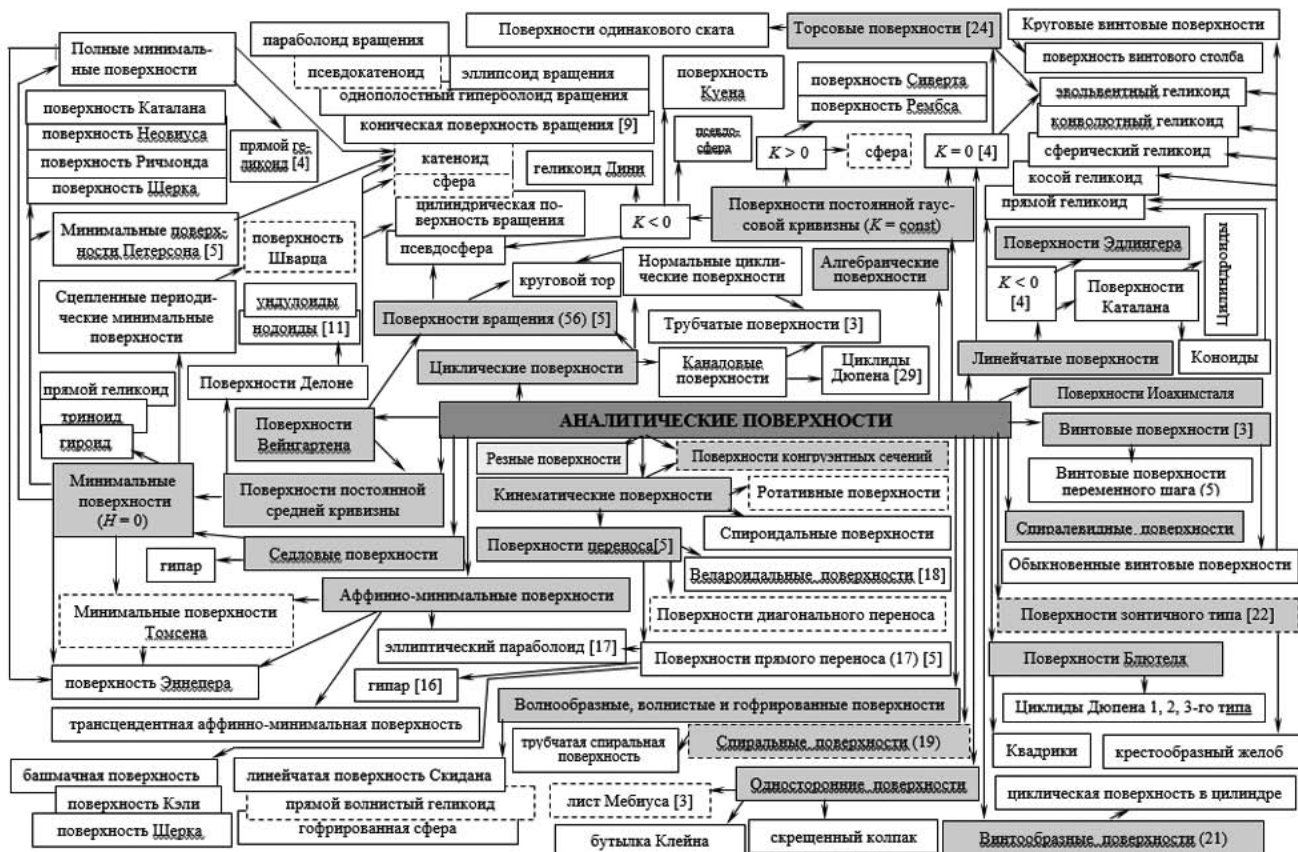 Поверхности одинакового ската
Торсовые поверхности [24]
Круговые винтовые поверхности
Полные минималь-
ные поверхности
параболоид вращения
псевдокатеноид
эллипсоид вращения
однополостный гиперболоид вращения
коническая поверхность вращения [9]
поверхность
Куена
поверхность Сиверта
поверхность Рембса
поверхность винтового столба
эвольвентный геликоид
конволютный геликоид
сферический геликоид
косой геликоид
прямой геликоид
поверхность Каталана
поверхность Неовиуса
поверхность Ричмонда
поверхность Шерка
прямой ге-
ликоид [4]
катеноид
сфера
цилиндрическая по-
верхность вращения
псевдосфера
геликоид Дини
псевдо-
сфера
K > 0
сфера
K = 0 [4]
K < 0
Поверхности постоянной гаус-
совой кривизны (K = const)
Минимальные поверх-
ности Петерсона [5]
поверхность
Шварца
Нормальные цикли-
ческие поверхности
Алгебраические
поверхности
Поверхности Эдлингера
K < 0
[4]
Поверхности
Каталана
Цилиндроиды
Коноиды
Сцепленные периоди-
ческие минимальные
поверхности
ундулоиды
нодоиды [11]
круговой тор
Поверхности вращения (56) [5]
Трубчатые поверхности [3]
Циклические поверхности
Каналовые
поверхности
Циклиды
Дюпена [29]
Линейчатые поверхности
прямой геликоид
триноид
гироид
Поверхности Делоне
Поверхности Иоахимсталя
АНАЛИТИЧЕСКИЕ ПОВЕРХНОСТИ
Поверхности
Вейнгартена
Винтовые поверхности [3]
Резные поверхности
Поверхности конгруэнтных сечений
Винтовые поверхности
переменного шага (5)
Минимальные
поверхности
(H = 0)
Поверхности постоянной
средней кривизны
Кинематические поверхности
Ротативные поверхности
Спироидальные поверхности
Спиралевидные поверхности
Седловые поверхности
Поверхности переноса[5]
гипар
Велароидальные поверхности [18]
Обыкновенные винтовые поверхности
Аффинно-минимальные поверхности
Минимальные поверхности
Томсена
Поверхности диагонального переноса
Поверхности зонтичного типа [22]
эллиптический параболоид [17]
Поверхности прямого переноса (17) [5]
Поверхности Блютеля
поверхность Эннепера
гипар [16]
Волнообразные, волнистые и гофрированные поверхности
Циклиды Дюпена 1, 2, 3-го типа
трансцендентная аффинно-минимальная поверхность
трубчатая спиральная
поверхность
Спиральные поверхности (19)
Квадрики
крестообразный желоб
башмачная поверхность
поверхность Кэли
поверхность Шерка
линейчатая поверхность Скидана
прямой волнистый геликоид
гофрированная сфера
лист Мебиуса [3]
Односторонние поверхности
циклическая поверхность в цилиндре
бутылка Клейна
скрещенный колпак
Винтообразные поверхности (21)